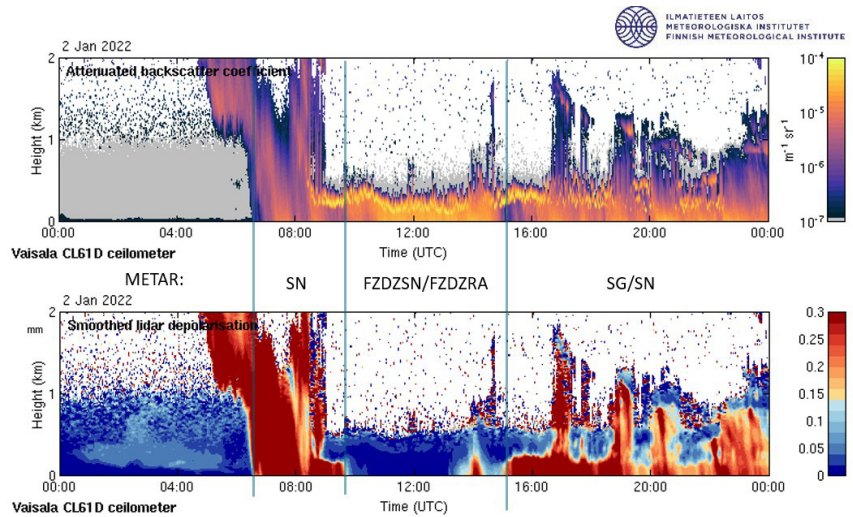 ILMATIETEEN LAITOS
METEOROLOGISKA INSTITUTET
FINNISH METEOROLOGICAL INSTITUTE
2 Jan 2022
Attenuated backscatter coefficient
Height (km)
2
1
0
00:00 04:00 08:00 12:00 16:00 20:00 00:00
Time (UTC)
Vaisala CL61D ceilometer
10-4
10-5
10-6
10-7
m-1 sr-1
METAR: SN FZDZSN/FZDZRA SG/SN
2 Jan 2022
mm
Smoothed lidar depolarisation
Height (km)
2
1
0
00:00 04:00 08:00 12:00 16:00 20:00 00:00
Time (UTC)
Vaisala CL61D ceilometer
0.3
0.25
0.2
0.15
0.1
0.05
0